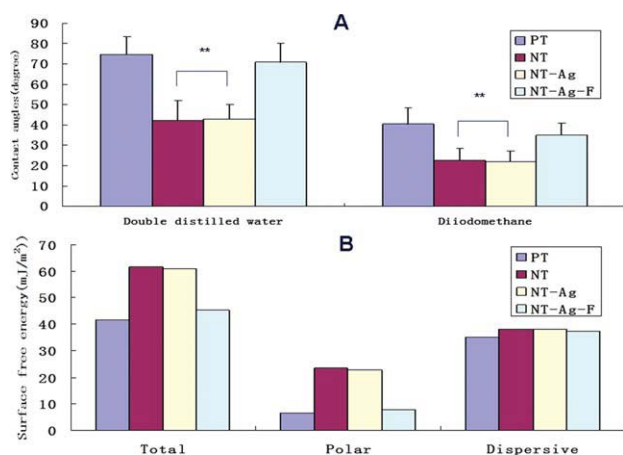 A
90
80
70
60
50
40
30
20
10
0
Contact angles(degree)
**
**
PT
NT
NT-Ag
NT-Ag-F
Double distilled water
Diiodomethane
B
70
60
50
40
30
20
10
0
Surface free energy(mJ/m²))
PT
NT
NT-Ag
NT-Ag-F
Total
Polar
Dispersive